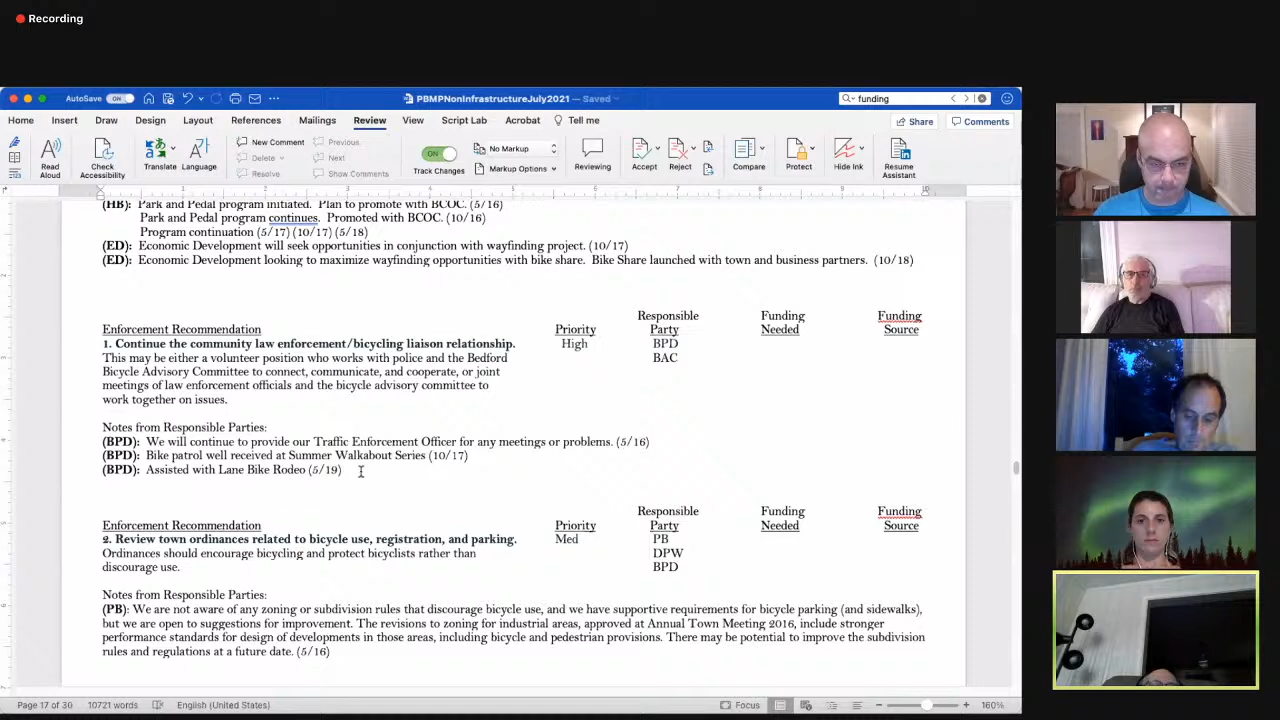 Recording
AutoSave ON PBMPNonInfrastructureJuly2021 — Saved funding
Home Insert Draw Design Layout References Mailings Review View Script Lab Acrobat Tell me Share Comments
Read Aloud Check Accessibility Translate Language New Comment Delete Resolve Previous Next Show Comments ON Track Changes No Markup Markup Options Reviewing Accept Reject Compare Protect Hide Ink Resume Assistant
(HB): Park and Pedal program initiated. Plan to promote with BCOC. (5/16)
Park and Pedal program continues. Promoted with BCOC. (10/16)
Program continuation (5/17) (10/17) (5/18)
(ED): Economic Development will seek opportunities in conjunction with wayfinding project. (10/17)
(ED): Economic Development looking to maximize wayfinding opportunities with bike share. Bike Share launched with town and business partners. (10/18)
Responsible Funding Funding
Enforcement Recommendation Priority Party Needed Source
1. Continue the community law enforcement/bicycling liaison relationship. High BPD
This may be either a volunteer position who works with police and the Bedford BAC
Bicycle Advisory Committee to connect, communicate, and cooperate, or joint
meetings of law enforcement officials and the bicycle advisory committee to
work together on issues.
Notes from Responsible Parties:
(BPD): We will continue to provide our Traffic Enforcement Officer for any meetings or problems. (5/16)
(BPD): Bike patrol well received at Summer Walkabout Series (10/17)
(BPD): Assisted with Lane Bike Rodeo (5/19)
Responsible Funding Funding
Enforcement Recommendation Priority Party Needed Source
2. Review town ordinances related to bicycle use, registration, and parking. Med PB
Ordinances should encourage bicycling and protect bicyclists rather than DPW
discourage use. BPD
Notes from Responsible Parties:
(PB): We are not aware of any zoning or subdivision rules that discourage bicycle use, and we have supportive requirements for bicycle parking (and sidewalks),
but we are open to suggestions for improvement. The revisions to zoning for industrial areas, approved at Annual Town Meeting 2016, include stronger
performance standards for design of developments in those areas, including bicycle and pedestrian provisions. There may be potential to improve the subdivision
rules and regulations at a future date. (5/16)
Page 17 of 30 10721 words English (United States) Focus 160%